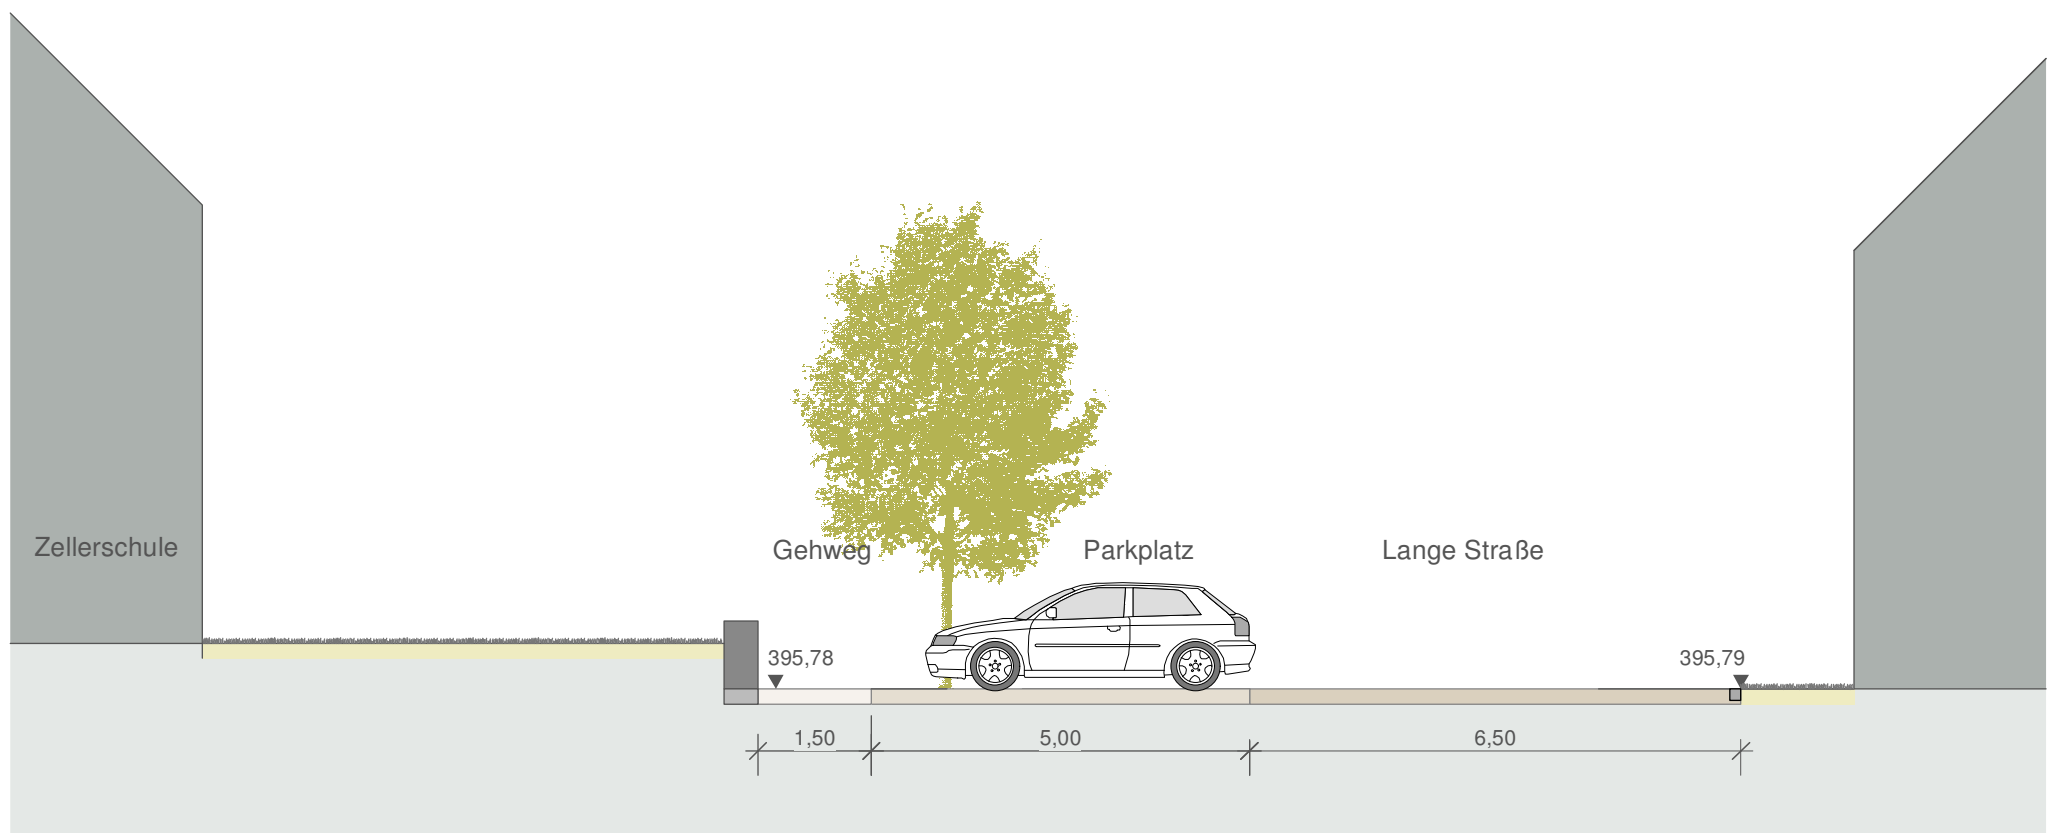 Zellerschule
Gehweg
Parkplatz
Lange Straße
395,78
395,79
1,50
5,00
6,50